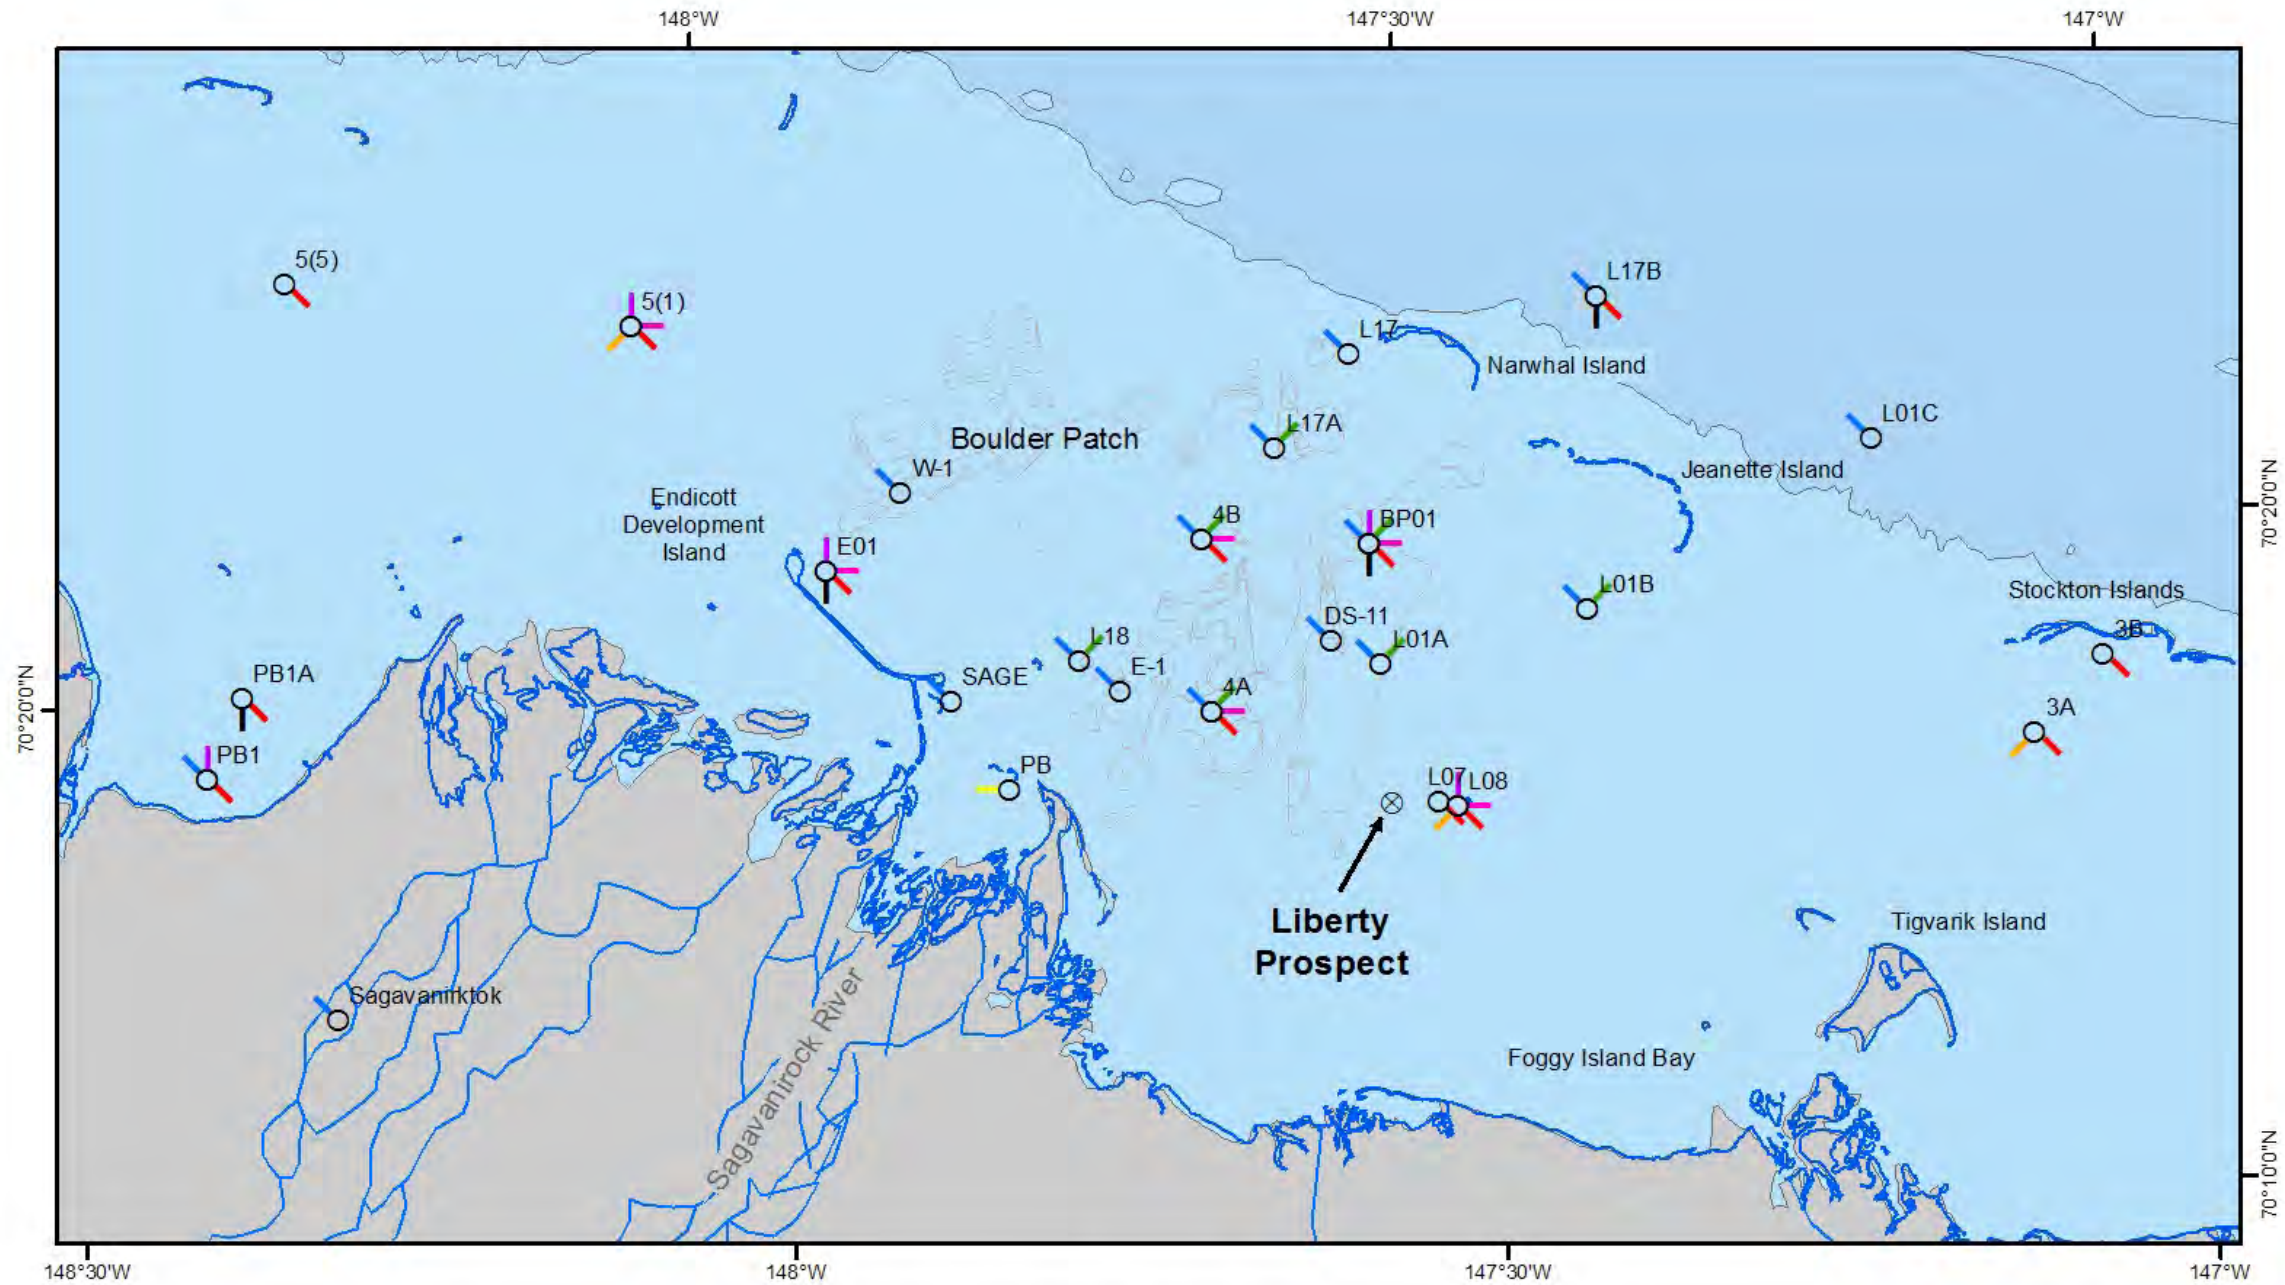 148°W
147°30'W
147°W
5(5)
5(1)
L17B
L17
Narwhal Island
L01C
L17A
Boulder Patch
W-1
Jeanette Island
Endicott
Development
Island
70°20'0"N
4B
BP01
E01
L01B
Stockton Islands
DS-11
L01A
3B
L18
E-1
SAGE
4A
PB1A
70°20'0"N
3A
PB1
PB
L07
L08
Liberty
Prospect
Tigvarik Island
Sagavanirktok
Sagavanirock River
Foggy Island Bay
70°10'0"N
148°30'W
148°W
147°30'W
147°W